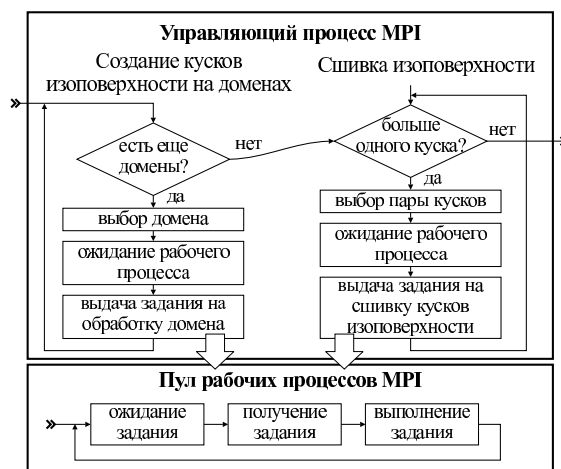 Управляющий процесс MPI
Создание кусков
изоповерхности на доменах
Сшивка изоповерхности
есть еще
домены?
нет
да
выбор домена
ожидание рабочего
процесса
выдача задания на
обработку домена
больше
одного куска?
нет
да
выбор пары кусков
ожидание рабочего
процесса
выдача задания на
сшивку кусков
изоповерхности
Пул рабочих процессов MPI
ожидание
задания
получение
задания
выполнение
задания